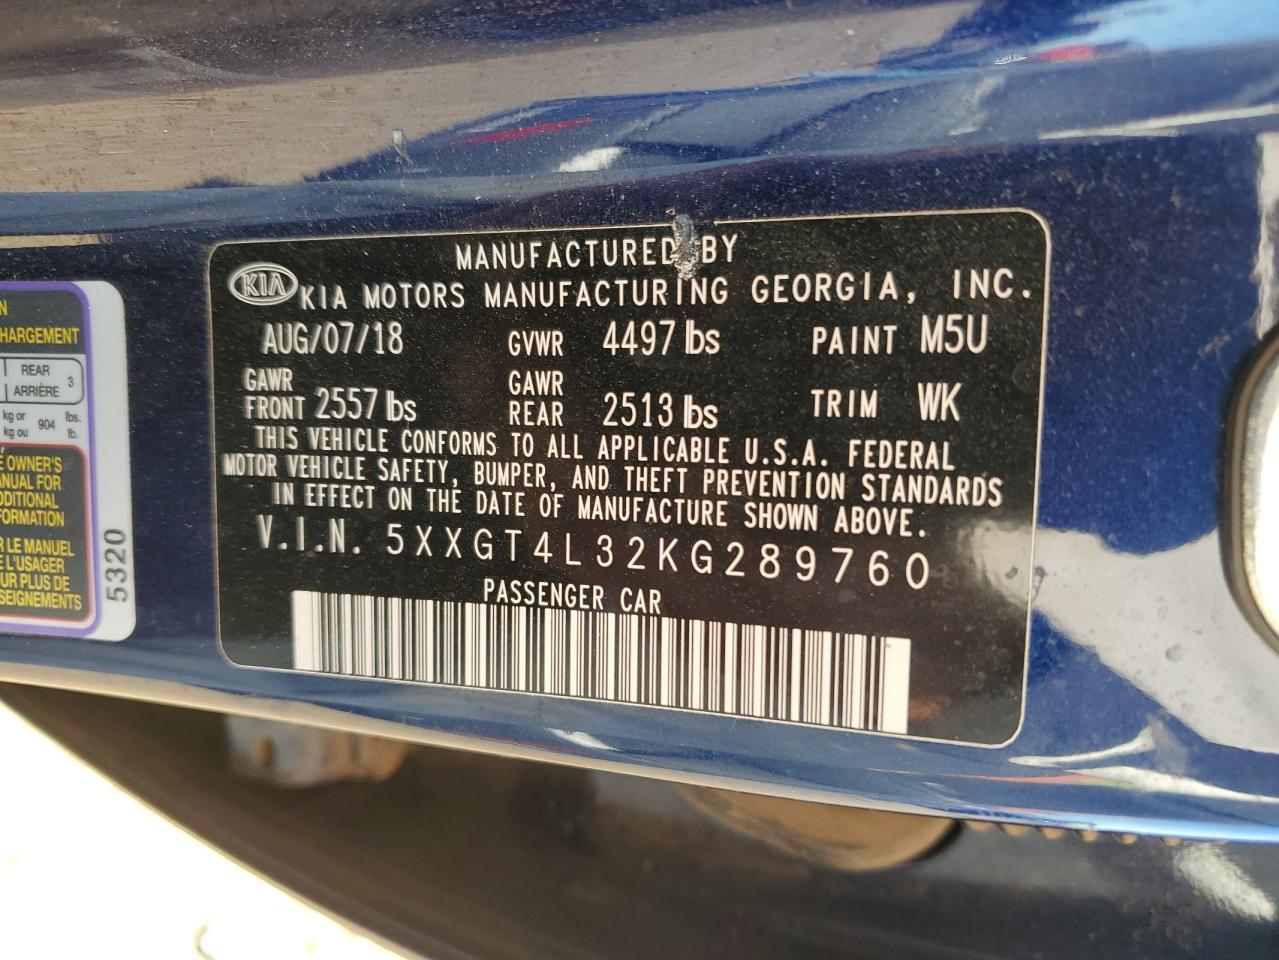 N
HARGEMENT
REAR
ARRIÈRE 3
kg or 904 lbs.
kg ou lb.
E OWNER'S
ANUAL FOR
DDITIONAL
FORMATION
R LE MANUEL
E L'USAGER
OUR PLUS DE
SEIGNEMENTS
5320
MANUFACTURED BY
KIA KIA MOTORS MANUFACTURING GEORGIA, INC.
AUG/07/18 GVWR 4497 lbs PAINT M5U
GAWR FRONT 2557 lbs GAWR REAR 2513 lbs TRIM WK
THIS VEHICLE CONFORMS TO ALL APPLICABLE U.S.A. FEDERAL
MOTOR VEHICLE SAFETY, BUMPER, AND THEFT PREVENTION STANDARDS
IN EFFECT ON THE DATE OF MANUFACTURE SHOWN ABOVE.
V.I.N. 5XXGT4L32KG289760
PASSENGER CAR